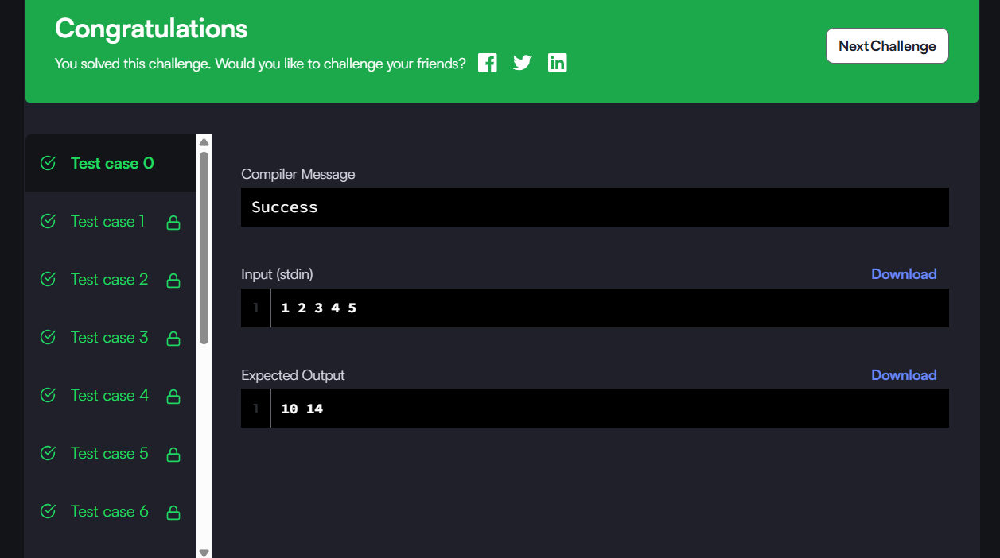 Congratulations
You solved this challenge. Would you like to challenge your friends?
Next Challenge
Test case 0
Test case 1
Test case 2
Test case 3
Test case 4
Test case 5
Test case 6
Compiler Message
Success
Input (stdin)
Download
1 1 2 3 4 5
Expected Output
Download
1 10 14